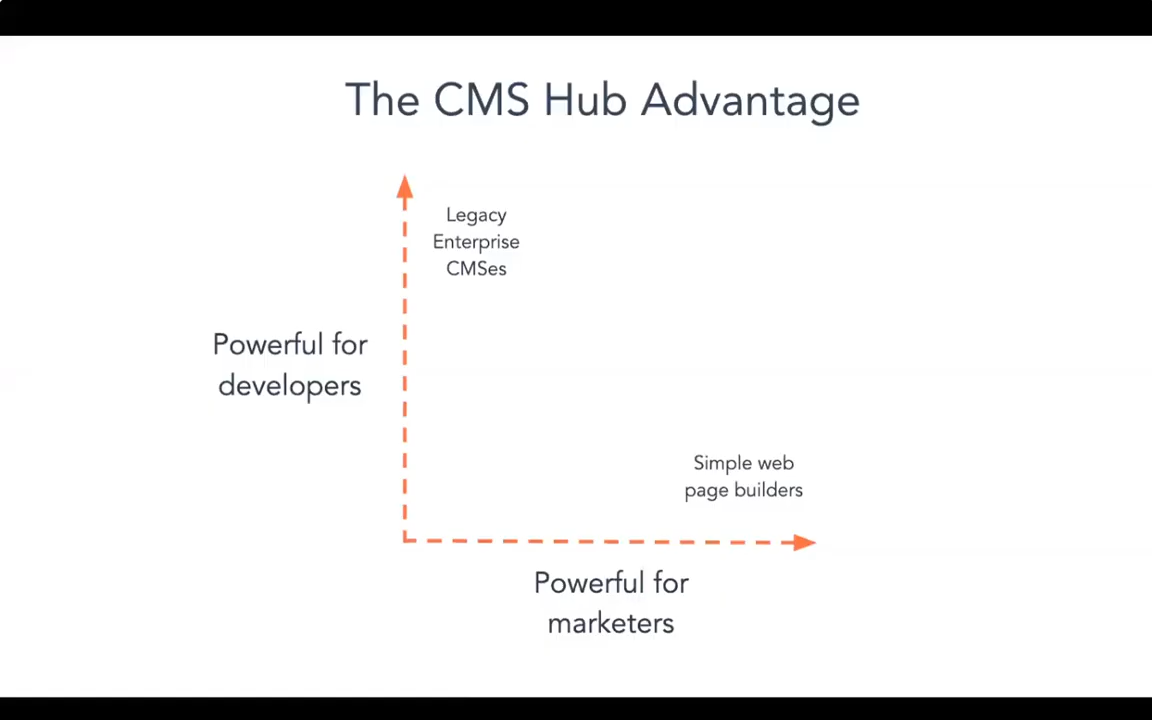 The CMS Hub Advantage
Legacy
Enterprise
CMSes
Powerful for
developers
Simple web
page builders
Powerful for
marketers